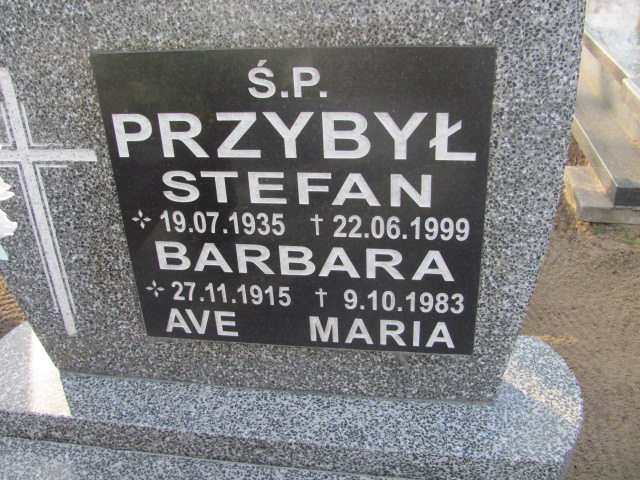 Ś.P.
PRZYBYŁ
STEFAN
19.07.1935 † 22.06.1999
BARBARA
27.11.1915 † 9.10.1983
AVE MARIA